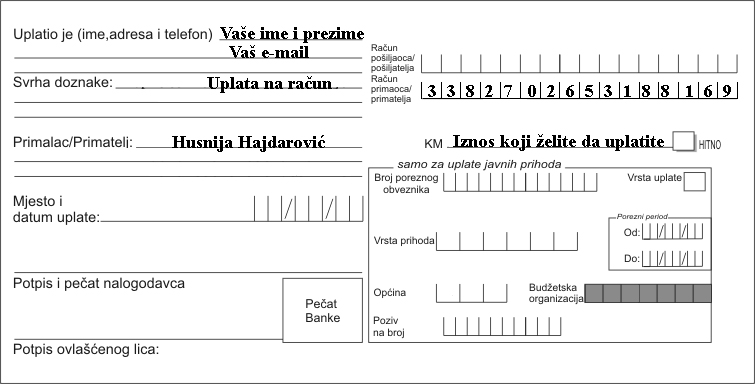 Uplatio je (ime,adresa i telefon) Vaše ime i prezime
Vaš e-mail
Svrha doznake: Uplata na račun
Primalac/Primatelj: Husnija Hajdarović
Mjesto i
datum uplate:
Potpis i pečat nalogodavca
Pečat
Banke
Potpis ovlašćenog lica:
Račun
pošiljaoca/
pošiljatelja
Račun
primaoca/
primatelja
3 3 8 2 7 0 2 6 5 3 1 8 8 1 6 9
KM Iznos koji želite da uplatite HITNO
samo za uplate javnih prihoda
Broj poreznog
obveznika
Vrsta uplate
Porezni period
Od:
Do:
Vrsta prihoda
Općina
Budžetska
organizacija
Poziv
na broj